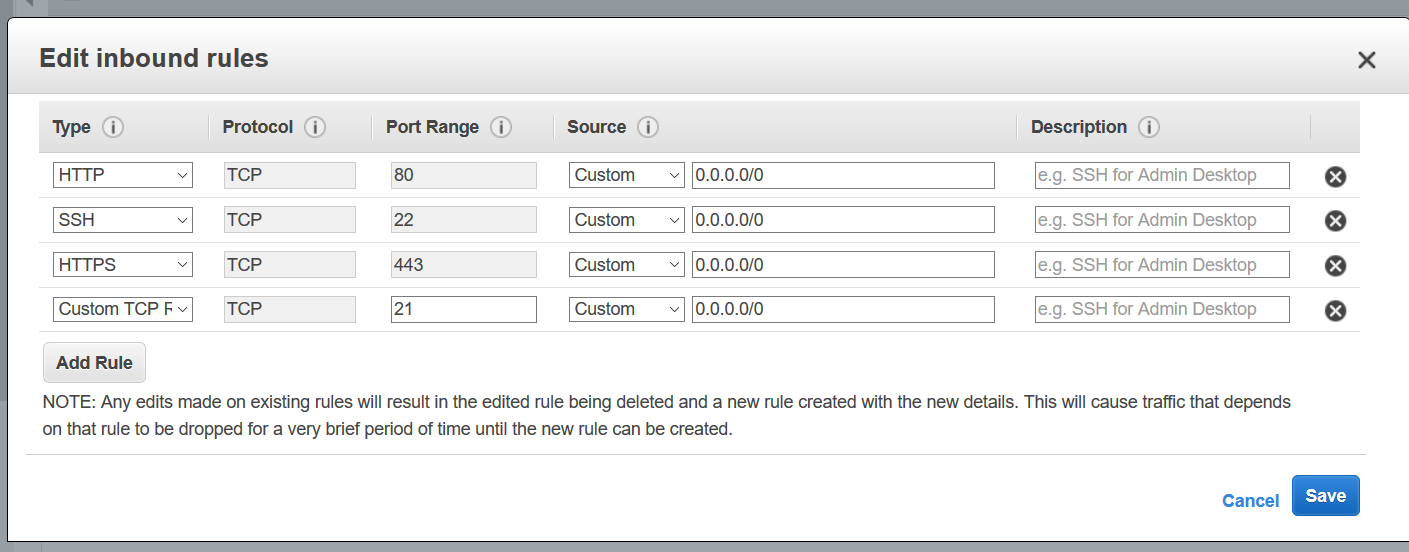 Edit inbound rules
Type Protocol Port Range Source Description
HTTP TCP 80 Custom 0.0.0.0/0 e.g. SSH for Admin Desktop
SSH TCP 22 Custom 0.0.0.0/0 e.g. SSH for Admin Desktop
HTTPS TCP 443 Custom 0.0.0.0/0 e.g. SSH for Admin Desktop
Custom TCP R TCP 21 Custom 0.0.0.0/0 e.g. SSH for Admin Desktop
Add Rule
NOTE: Any edits made on existing rules will result in the edited rule being deleted and a new rule created with the new details. This will cause traffic that depends
on that rule to be dropped for a very brief period of time until the new rule can be created.
Cancel Save